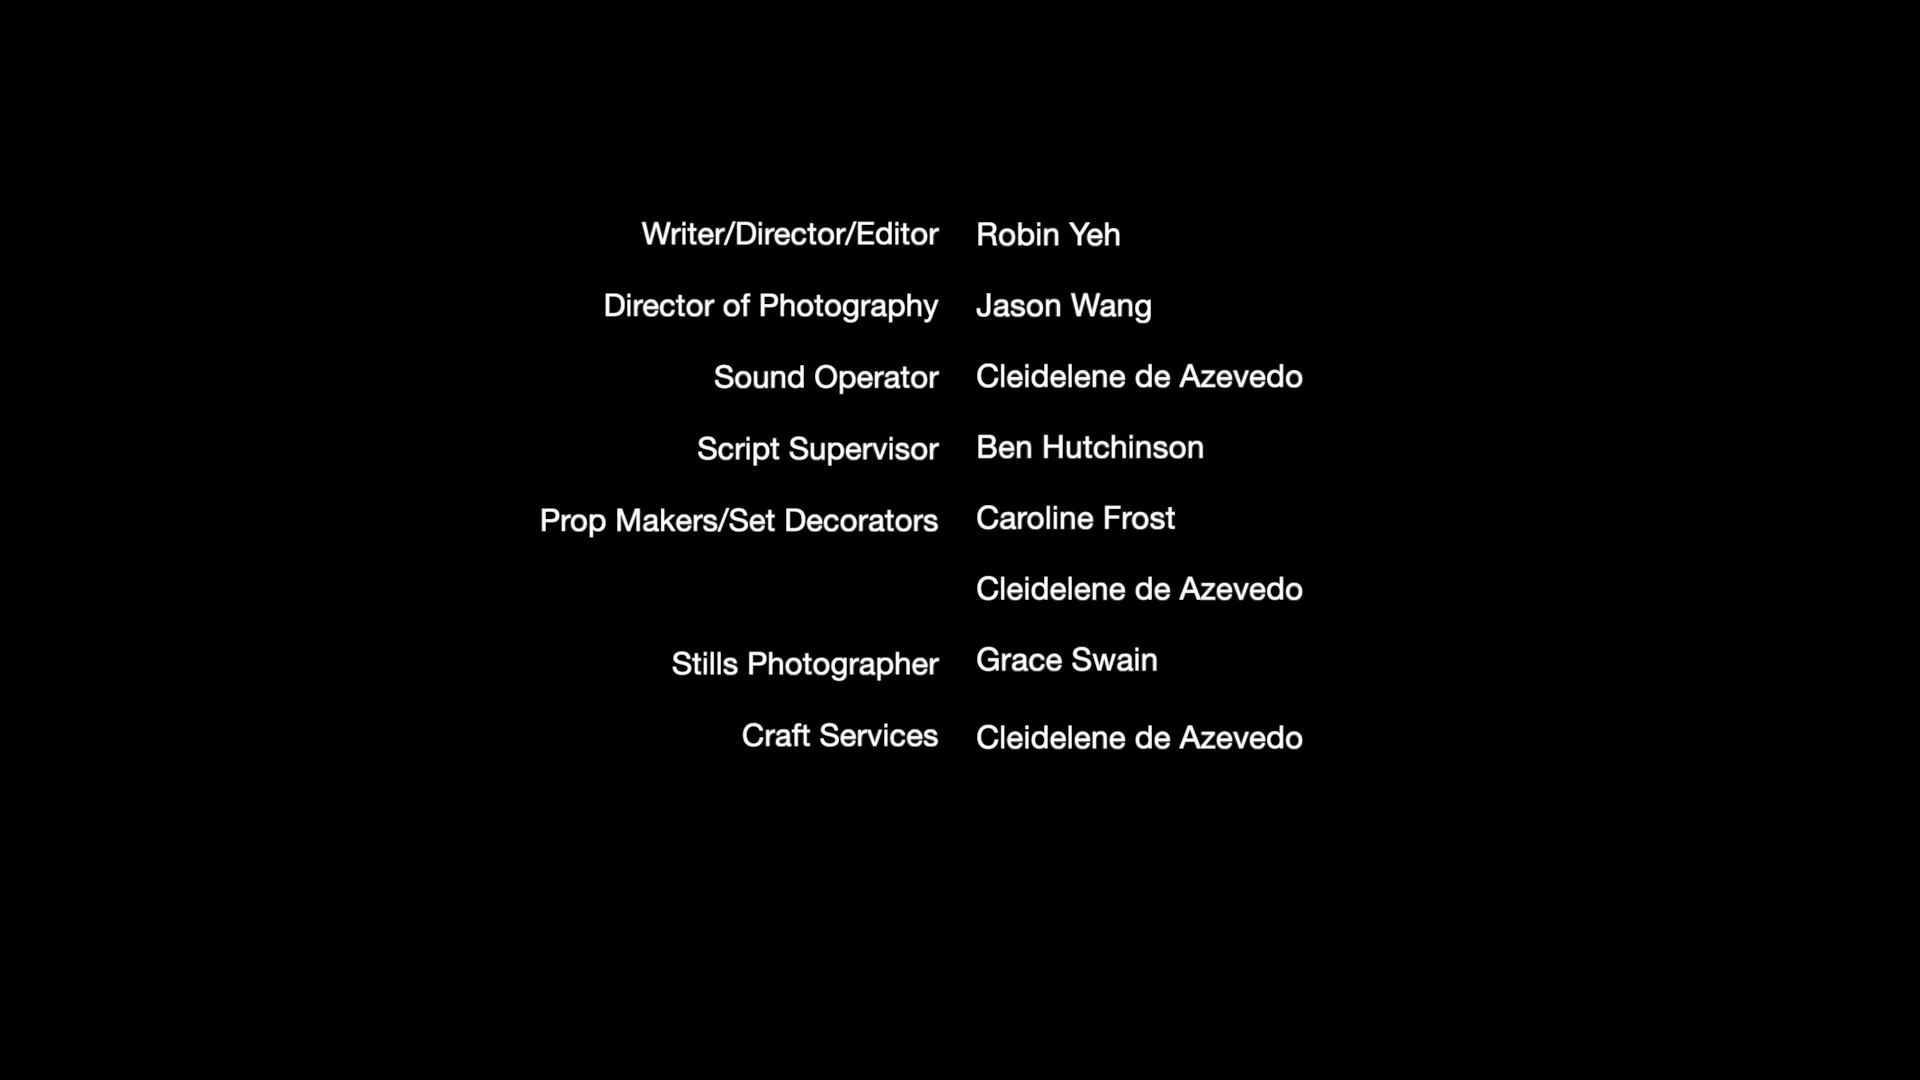 Writer/Director/Editor Robin Yeh
Director of Photography Jason Wang
Sound Operator Cleidelene de Azevedo
Script Supervisor Ben Hutchinson
Prop Makers/Set Decorators Caroline Frost
Cleidelene de Azevedo
Stills Photographer Grace Swain
Craft Services Cleidelene de Azevedo